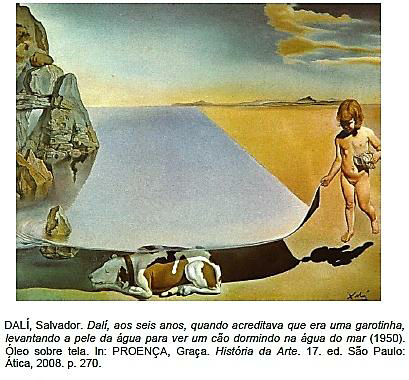 Dalí
DALÍ, Salvador. Dalí, aos seis anos, quando acreditava que era uma garotinha,
levantando a pele da água para ver um cão dormindo na água do mar (1950).
Óleo sobre tela. In: PROENÇA, Graça. História da Arte. 17. ed. São Paulo:
Ática, 2008. p. 270.